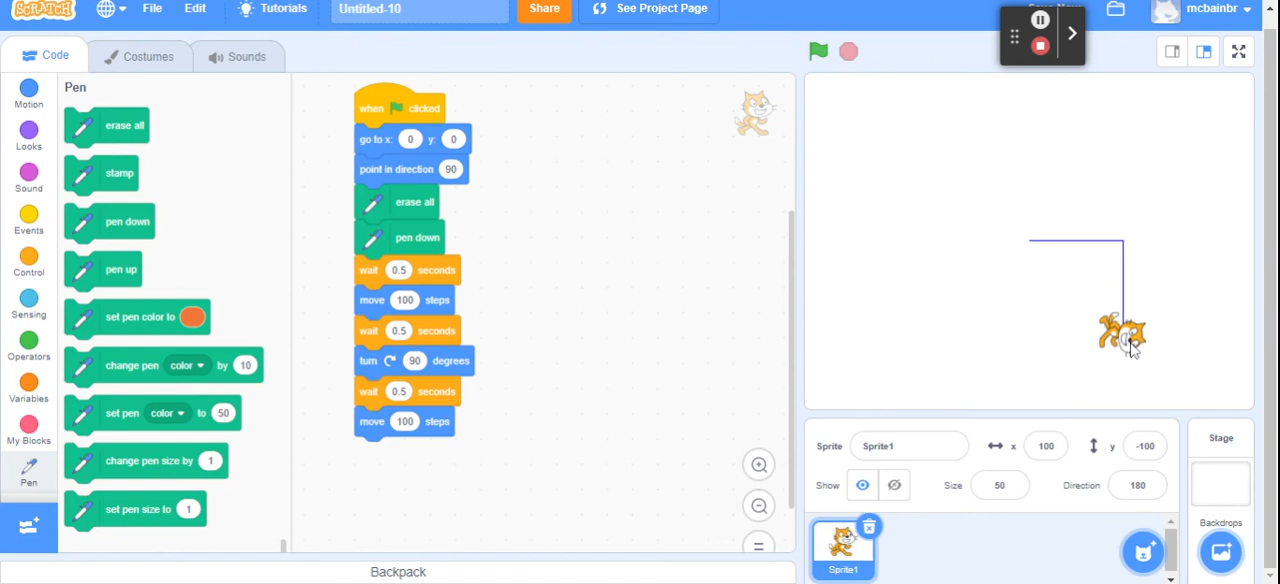 SCRATCH File Edit Tutorials Untitled-10 Share See Project Page mcbainbr
Code Costumes Sounds
Motion
Looks
Sound
Events
Control
Sensing
Operators
Variables
My Blocks
Pen
Pen
erase all
stamp
pen down
pen up
set pen color to
change pen color by 10
set pen color to 50
change pen size by 1
set pen size to 1
when clicked
go to x: 0 y: 0
point in direction 90
erase all
pen down
wait 0.5 seconds
move 100 steps
wait 0.5 seconds
turn 90 degrees
wait 0.5 seconds
move 100 steps
Backpack
Sprite Sprite1 x 100 y -100
Show Size 50 Direction 180
Sprite1
Stage
Backdrops